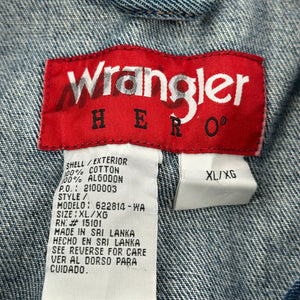 Wrangler
HERO
XL/XG
SHELL/EXTERIOR
100% COTTON
100% ALGODON
P.O.: 2100003
STYLE/
MODELO: 622814-WA
SIZE: XL/XG
RN# 15101
MADE IN SRI LANKA
HECHO EN SRI LANKA
SEE REVERSE FOR CARE
VER AL DORSO PARA
CUIDADO.